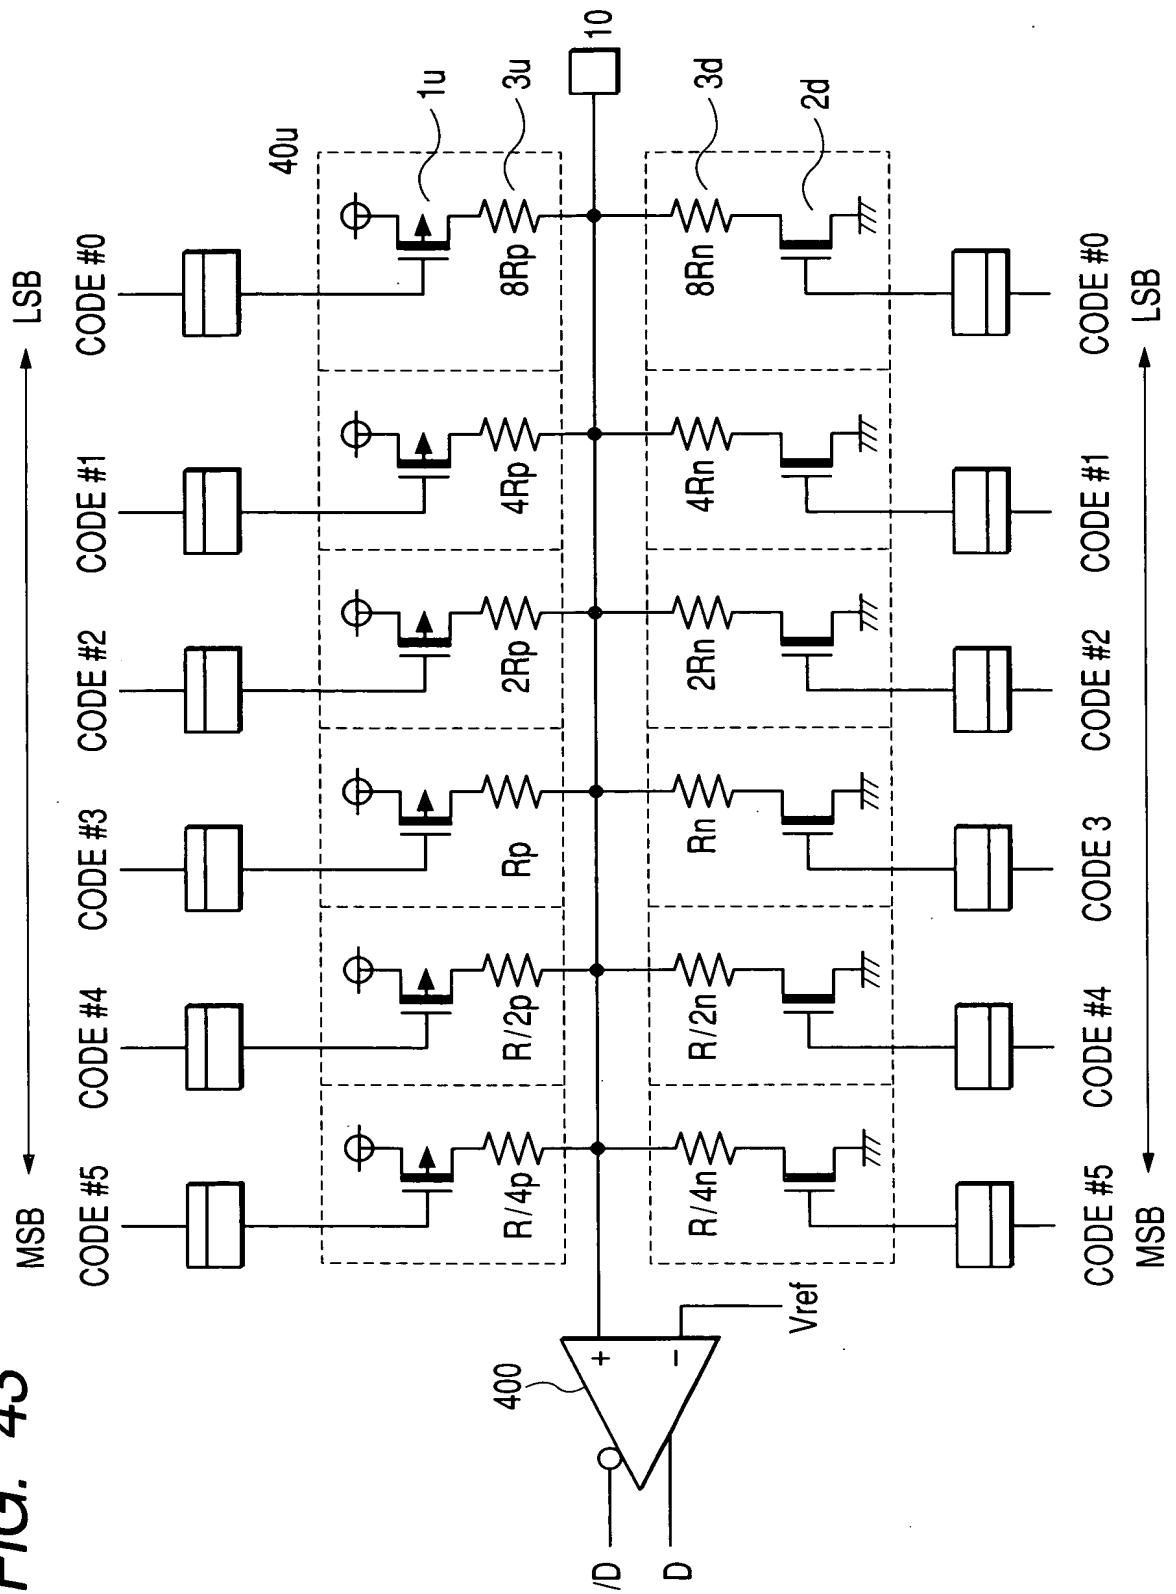 FIG. 43
MSB LSB
CODE #5 CODE #4 CODE #3 CODE #2 CODE #1 CODE #0
40u
1u
3u
R/4p R/2p Rp 2Rp 4Rp 8Rp
10
400
+
−
Vref
/D
D
R/4n R/2n Rn 2Rn 4Rn 8Rn
3d
2d
CODE #5 CODE #4 CODE 3 CODE #2 CODE #1 CODE #0
MSB LSB